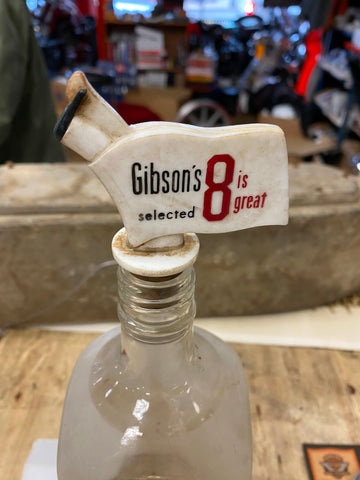 Gibson's 8 is
selected great